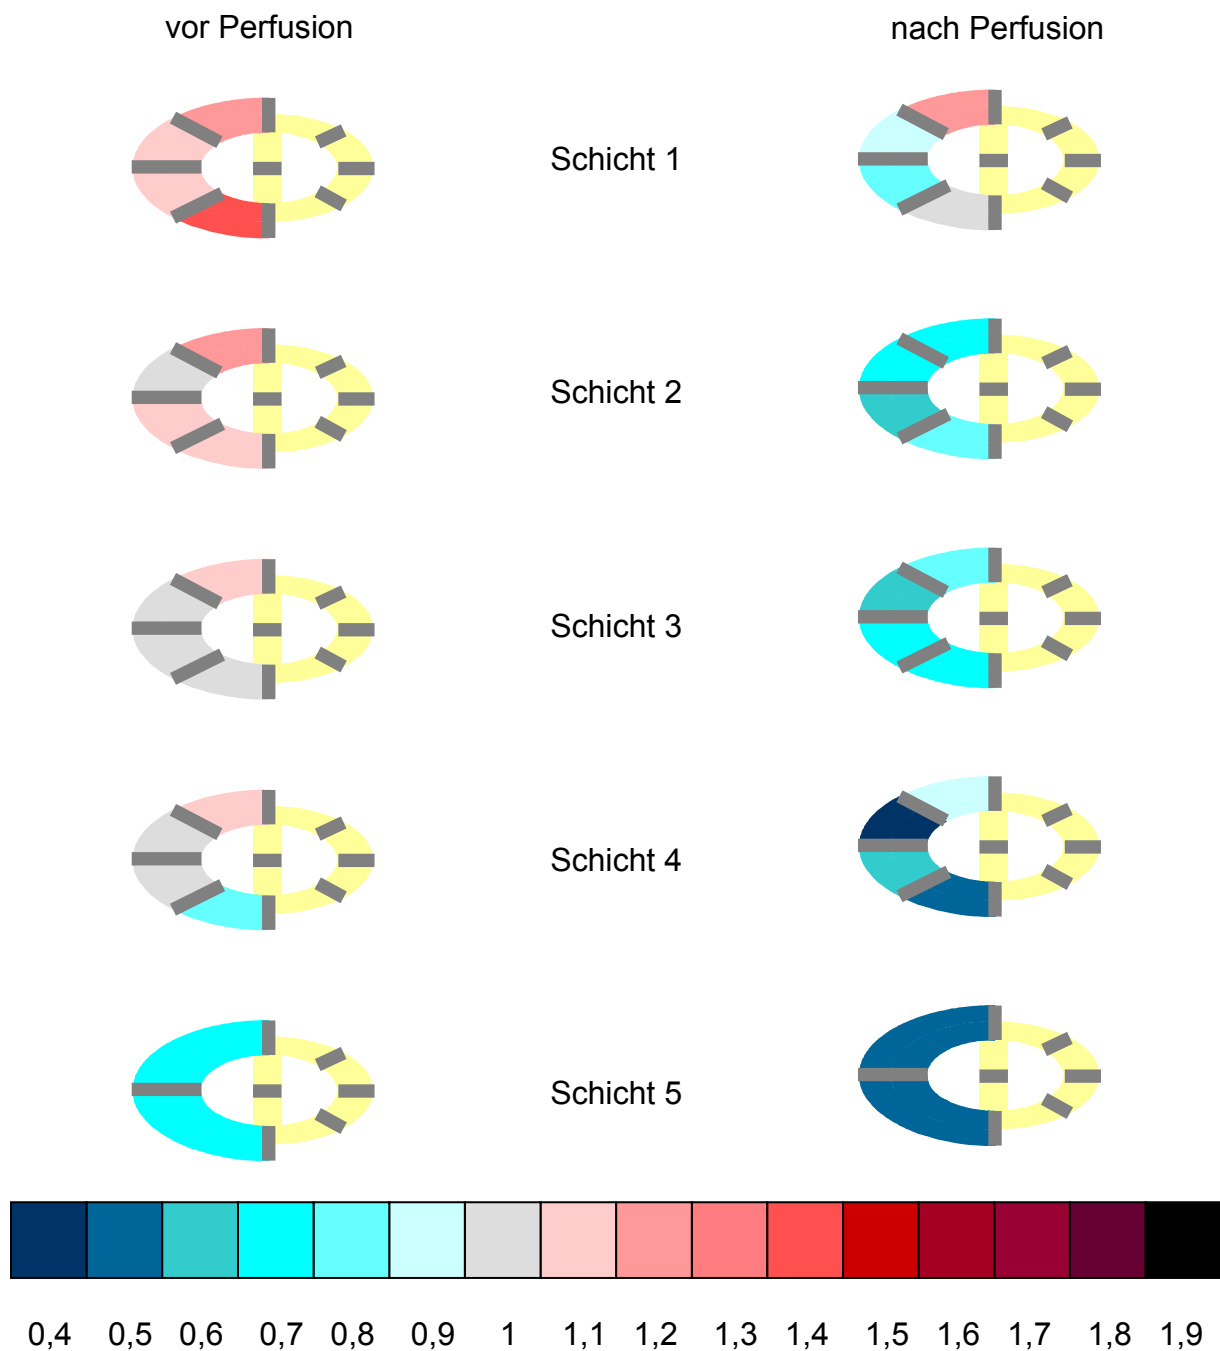 vor Perfusion
nach Perfusion
Schicht 1
Schicht 2
Schicht 3
Schicht 4
Schicht 5
0,4 0,5 0,6 0,7 0,8 0,9 1 1,1 1,2 1,3 1,4 1,5 1,6 1,7 1,8 1,9